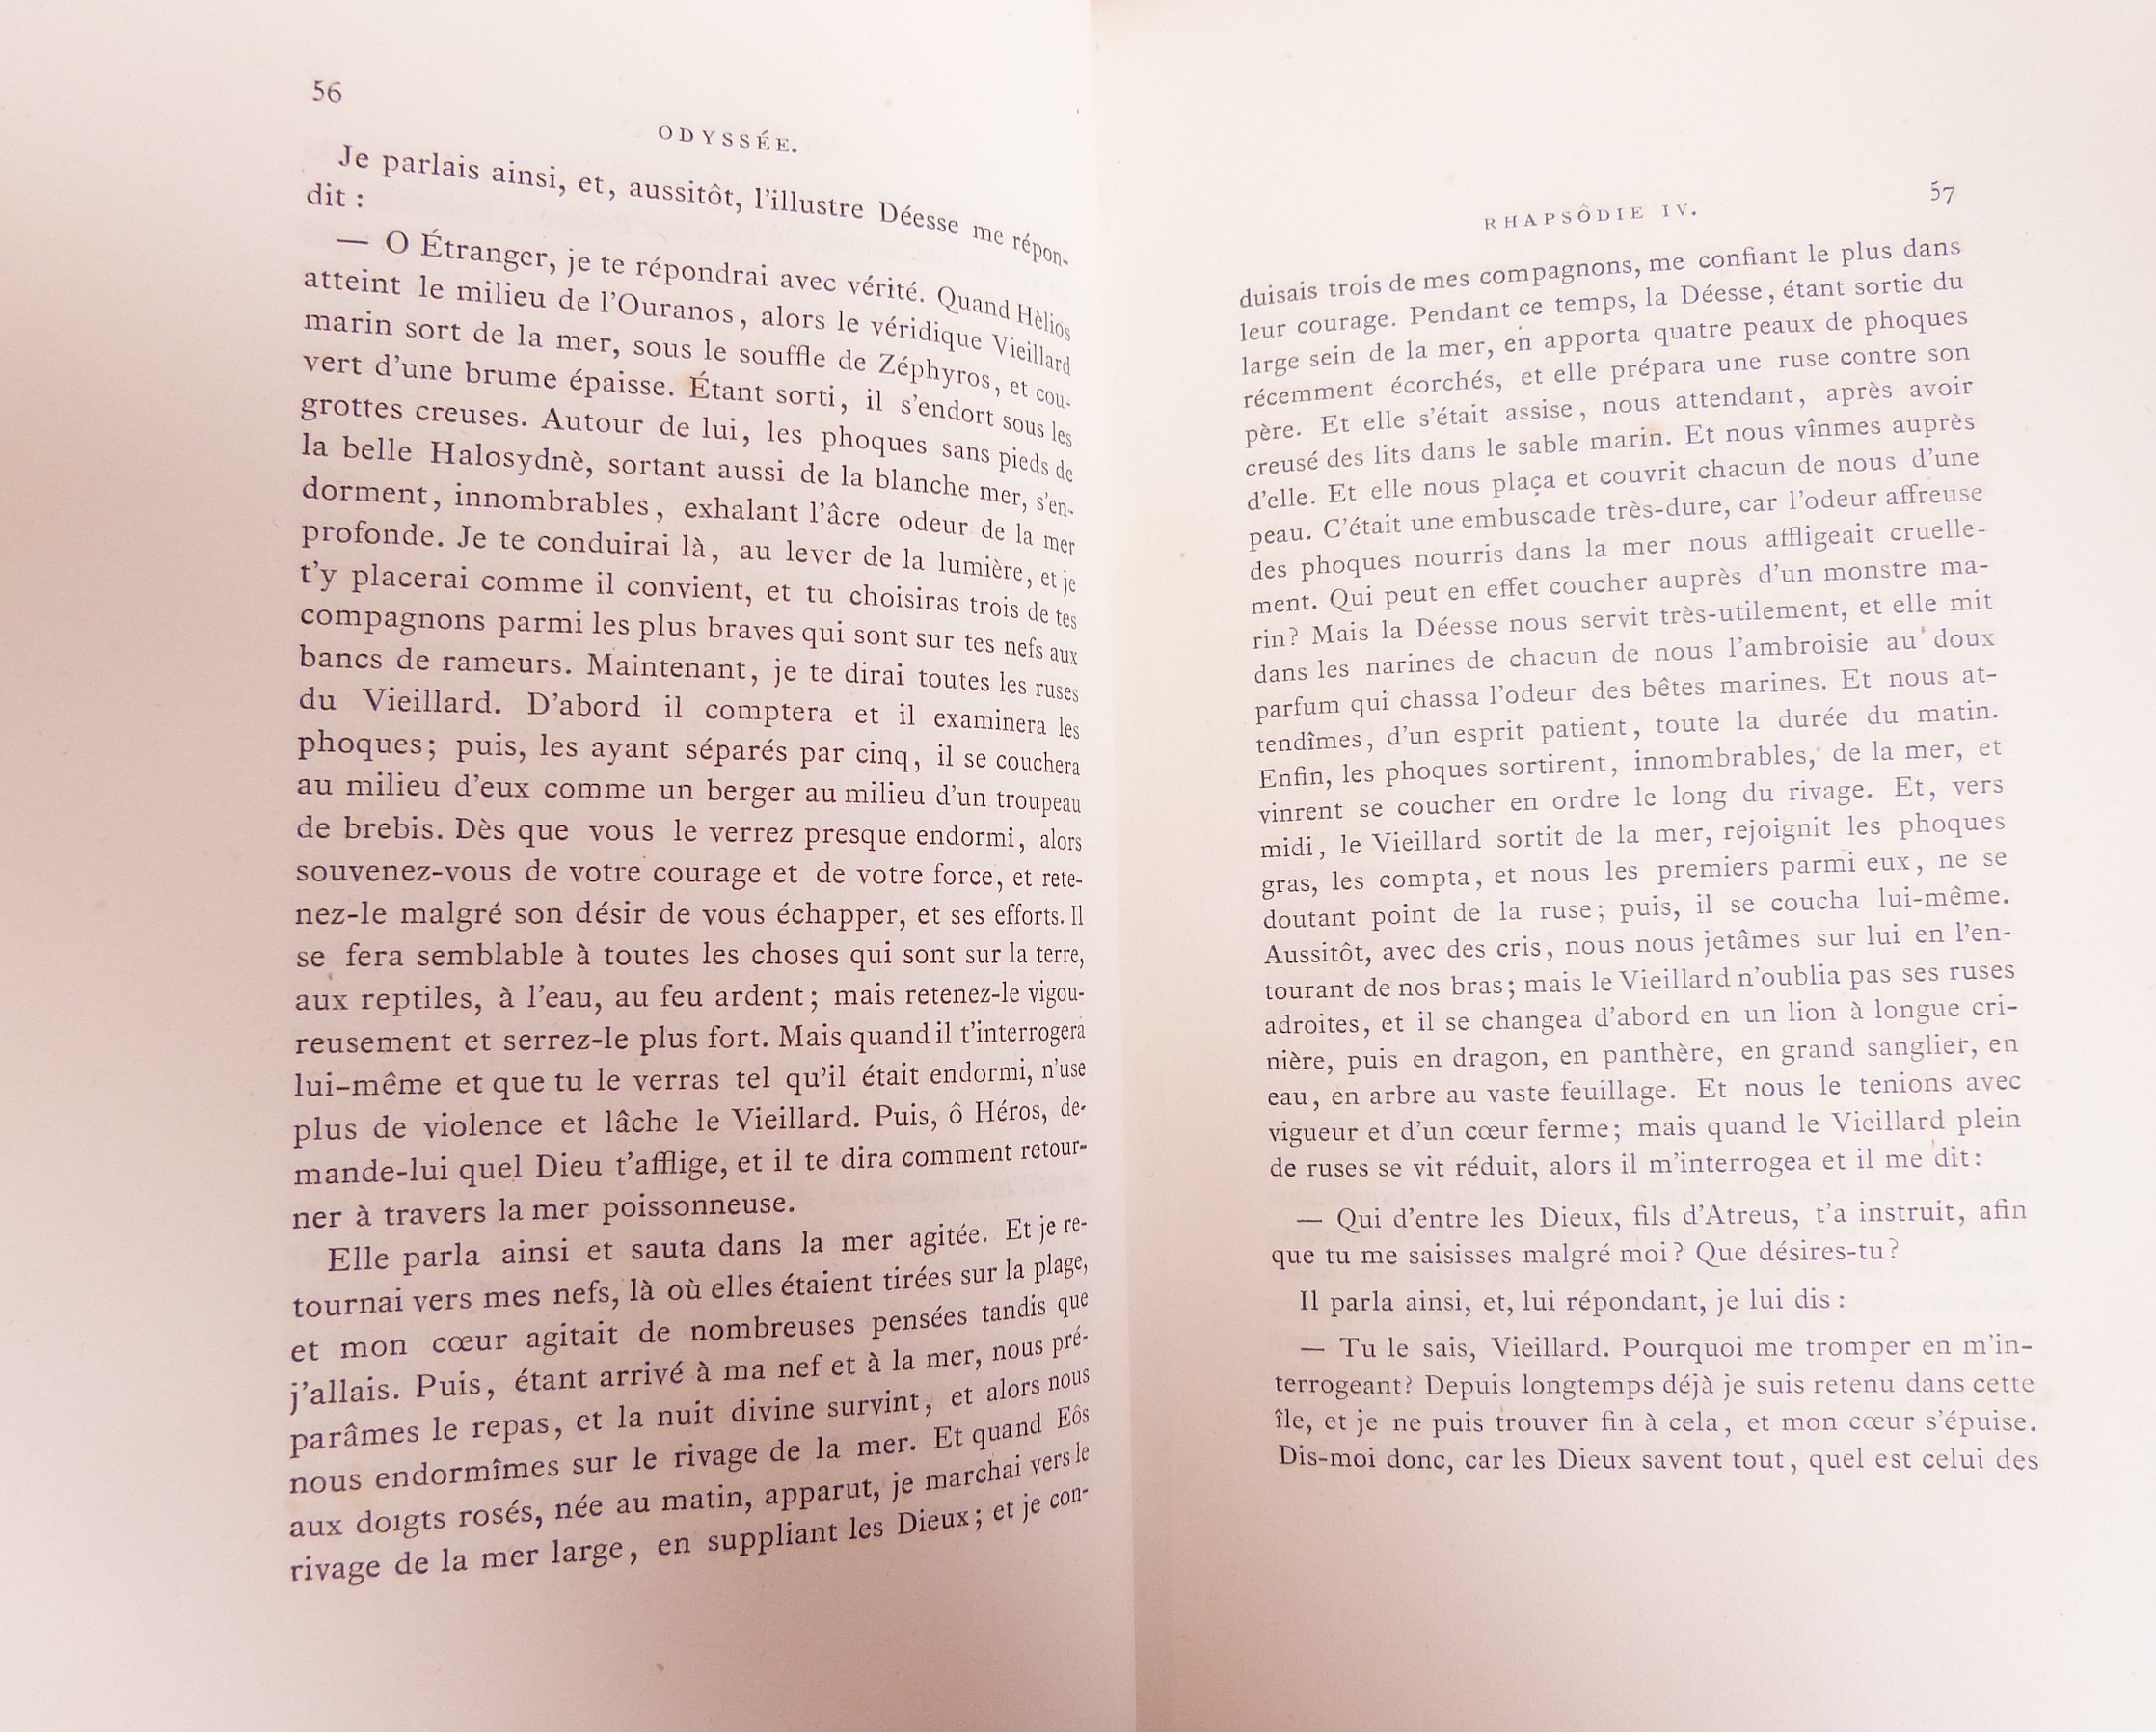 56
ODYSSÉE.
Je parlais ainsi, et, aussitôt, l'illustre Déesse me répon-
dit :
— O Étranger, je te répondrai avec vérité. Quand Hèlios
atteint le milieu de l'Ouranos, alors le véridique Vieillard
marin sort de la mer, sous le souffle de Zéphyros, et cou-
vert d'une brume épaisse. Étant sorti, il s'endort sous les
grottes creuses. Autour de lui, les phoques sans pieds de
la belle Halosydnè, sortant aussi de la blanche mer, s'en-
dorment, innombrables, exhalant l'âcre odeur de la mer
profonde. Je te conduirai là, au lever de la lumière, et je
t'y placerai comme il convient, et tu choisiras trois de tes
compagnons parmi les plus braves qui sont sur tes nefs aux
bancs de rameurs. Maintenant, je te dirai toutes les ruses
du Vieillard. D'abord il comptera et il examinera les
phoques; puis, les ayant séparés par cinq, il se couchera
au milieu d'eux comme un berger au milieu d'un troupeau
de brebis. Dès que vous le verrez presque endormi, alors
souvenez-vous de votre courage et de votre force, et rete-
nez-le malgré son désir de vous échapper, et ses efforts. Il
se fera semblable à toutes les choses qui sont sur la terre,
aux reptiles, à l'eau, au feu ardent; mais retenez-le vigou-
reusement et serrez-le plus fort. Mais quand il t'interrogera
lui-même et que tu le verras tel qu'il était endormi, n'use
plus de violence et lâche le Vieillard. Puis, ô Héros, de-
mande-lui quel Dieu t'afflige, et il te dira comment retour-
ner à travers la mer poissonneuse.
Elle parla ainsi et sauta dans la mer agitée. Et je re-
tournai vers mes nefs, là où elles étaient tirées sur la plage,
et mon cœur agitait de nombreuses pensées tandis que
j'allais. Puis, étant arrivé à ma nef et à la mer, nous pré-
parâmes le repas, et la nuit divine survint, et alors nous
nous endormîmes sur le rivage de la mer. Et quand Eôs
aux doigts rosés, née au matin, apparut, je marchai vers le
rivage de la mer large, en suppliant les Dieux; et je con-
57
RHAPSÔDIE IV.
duisais trois de mes compagnons, me confiant le plus dans
leur courage. Pendant ce temps, la Déesse, étant sortie du
large sein de la mer, en apporta quatre peaux de phoques
récemment écorchés, et elle prépara une ruse contre son
père. Et elle s'était assise, nous attendant, après avoir
creusé des lits dans le sable marin. Et nous vînmes auprès
d'elle. Et elle nous plaça et couvrit chacun de nous d'une
peau. C'était une embuscade très-dure, car l'odeur affreuse
des phoques nourris dans la mer nous affligeait cruelle-
ment. Qui peut en effet coucher auprès d'un monstre ma-
rin? Mais la Déesse nous servit très-utilement, et elle mit
dans les narines de chacun de nous l'ambroisie au doux
parfum qui chassa l'odeur des bêtes marines. Et nous at-
tendîmes, d'un esprit patient, toute la durée du matin.
Enfin, les phoques sortirent, innombrables, de la mer, et
vinrent se coucher en ordre le long du rivage. Et, vers
midi, le Vieillard sortit de la mer, rejoignit les phoques
gras, les compta, et nous les premiers parmi eux, ne se
doutant point de la ruse; puis, il se coucha lui-même.
Aussitôt, avec des cris, nous nous jetâmes sur lui en l'en-
tourant de nos bras; mais le Vieillard n'oublia pas ses ruses
adroites, et il se changea d'abord en un lion à longue cri-
nière, puis en dragon, en panthère, en grand sanglier, en
eau, en arbre au vaste feuillage. Et nous le tenions avec
vigueur et d'un cœur ferme; mais quand le Vieillard plein
de ruses se vit réduit, alors il m'interrogea et il me dit:
— Qui d'entre les Dieux, fils d'Atreus, t'a instruit, afin
que tu me saisisses malgré moi? Que désires-tu?
Il parla ainsi, et, lui répondant, je lui dis :
— Tu le sais, Vieillard. Pourquoi me tromper en m'in-
terrogeant? Depuis longtemps déjà je suis retenu dans cette
île, et je ne puis trouver fin à cela, et mon cœur s'épuise.
Dis-moi donc, car les Dieux savent tout, quel est celui des